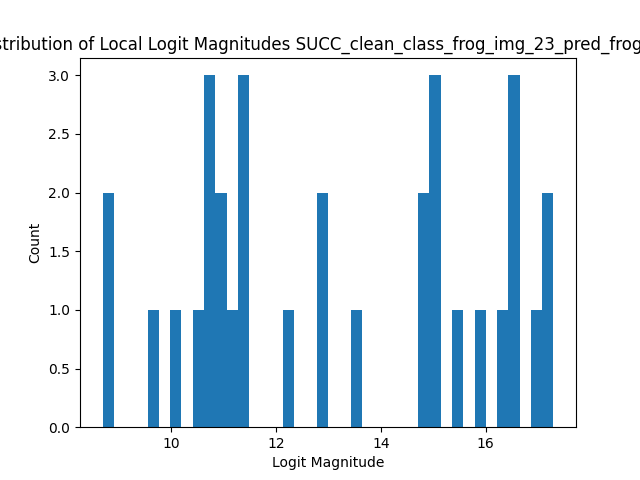 stribution of Local Logit Magnitudes SUCC_clean_class_frog_img_23_pred_frog
3.0
2.5
2.0
1.5
1.0
0.5
0.0
Count
10 12 14 16
Logit Magnitude